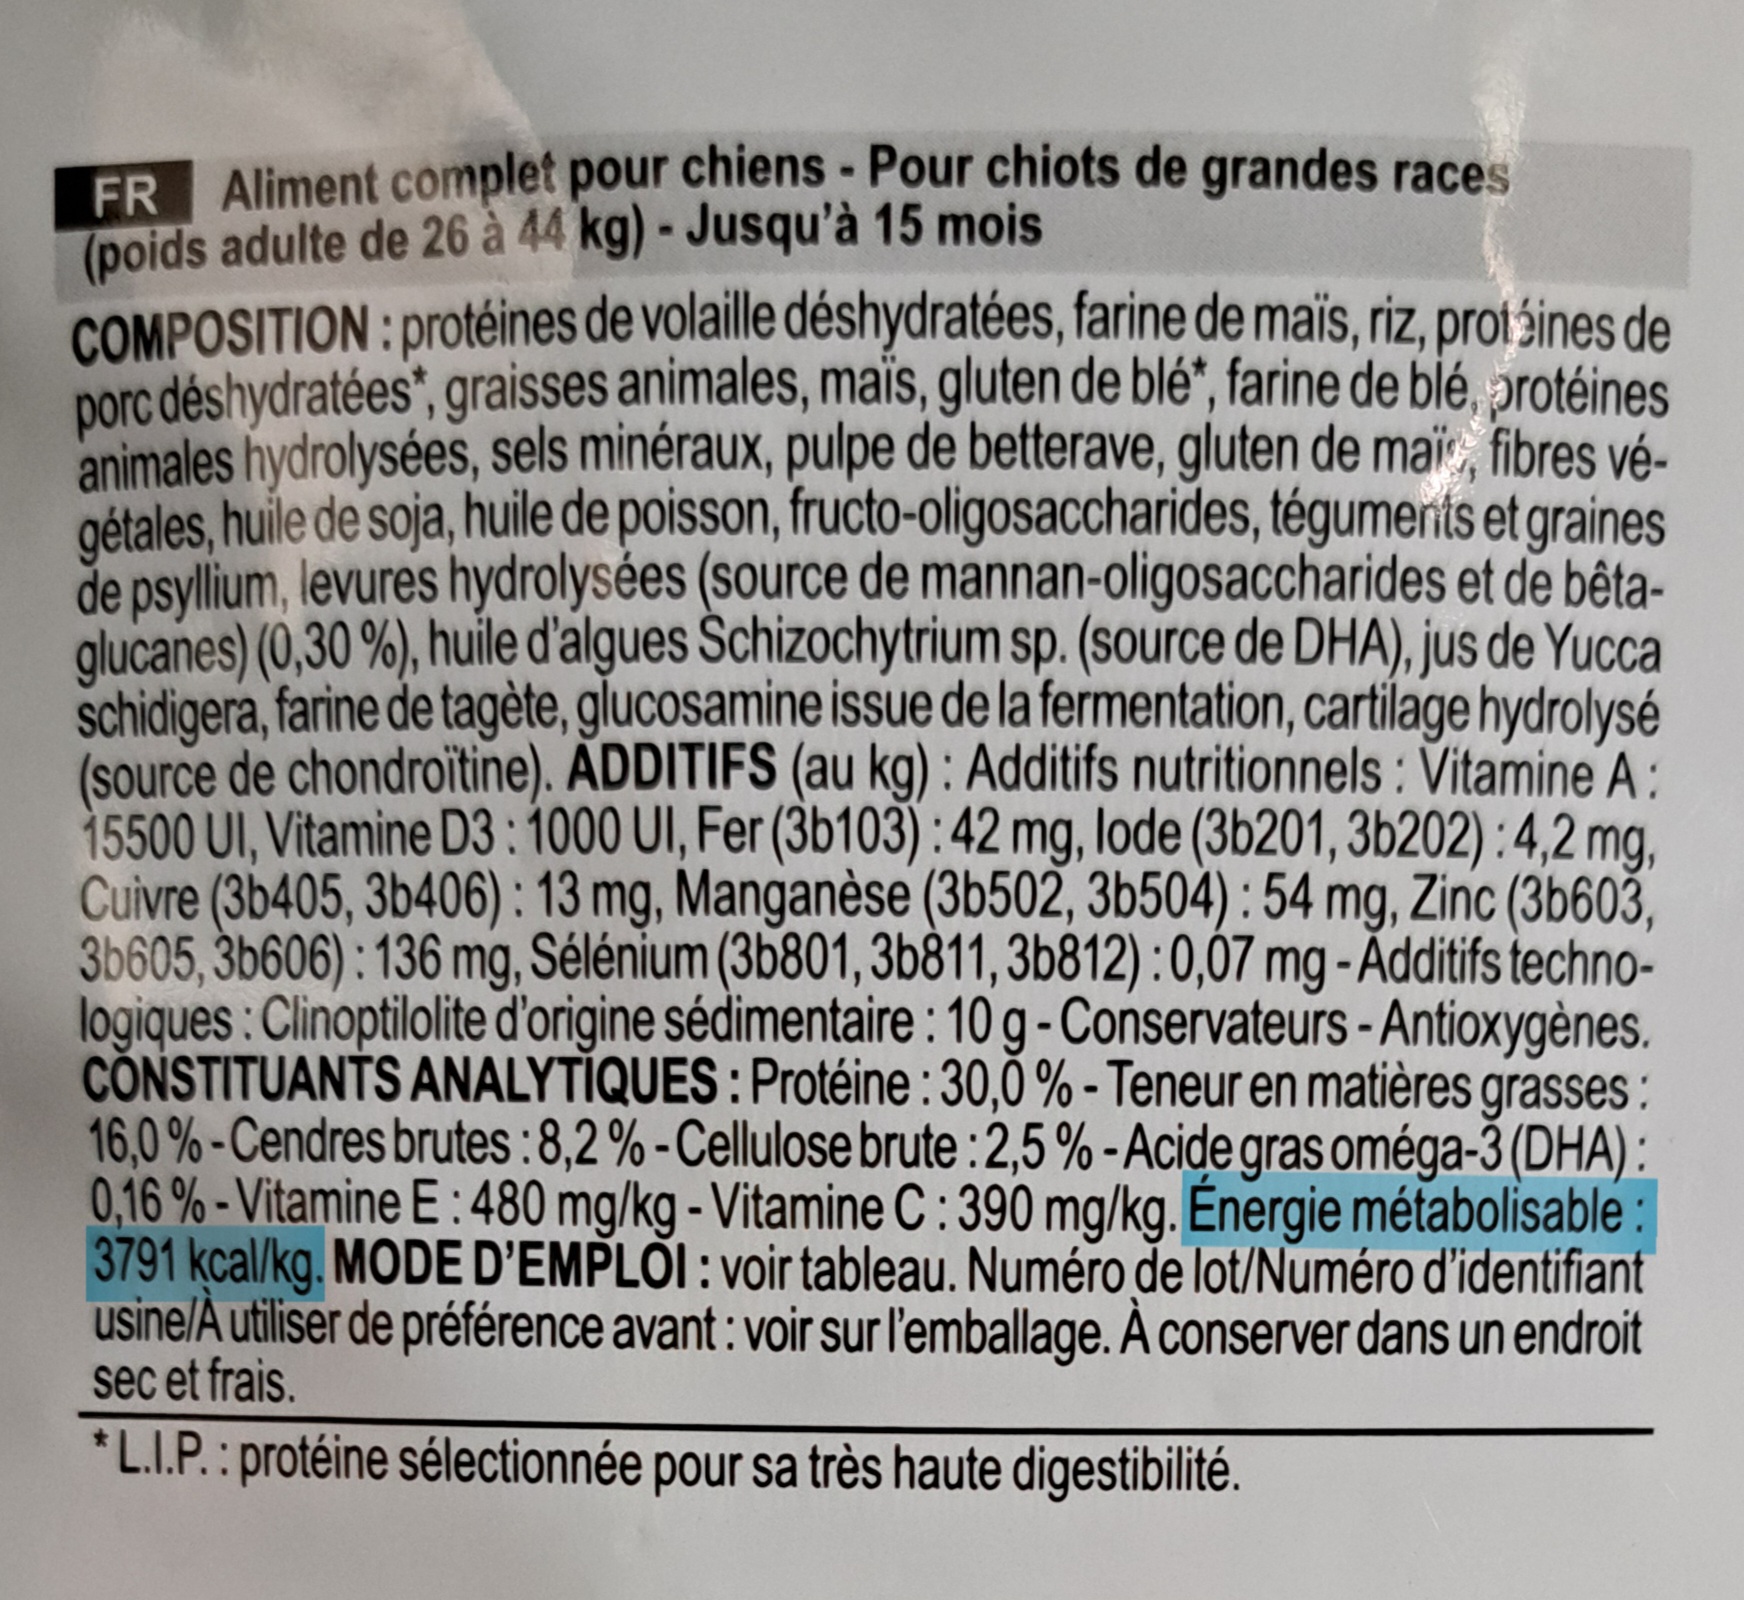 FR Aliment complet pour chiens - Pour chiots de grandes races
(poids adulte de 26 à 44 kg) - Jusqu'à 15 mois
COMPOSITION : protéines de volaille déshydratées, farine de maïs, riz, protéines de
porc déshydratées*, graisses animales, maïs, gluten de blé*, farine de blé, protéines
animales hydrolysées, sels minéraux, pulpe de betterave, gluten de maïs, fibres vé-
gétales, huile de soja, huile de poisson, fructo-oligosaccharides, téguments et graines
de psyllium, levures hydrolysées (source de mannan-oligosaccharides et de bêta-
glucanes) (0,30 %), huile d'algues Schizochytrium sp. (source de DHA), jus de Yucca
schidigera, farine de tagète, glucosamine issue de la fermentation, cartilage hydrolysé
(source de chondroïtine). ADDITIFS (au kg) : Additifs nutritionnels : Vitamine A :
15500 UI, Vitamine D3 : 1000 UI, Fer (3b103) : 42 mg, Iode (3b201, 3b202) : 4,2 mg,
Cuivre (3b405, 3b406) : 13 mg, Manganèse (3b502, 3b504) : 54 mg, Zinc (3b603,
3b605, 3b606) : 136 mg, Sélénium (3b801, 3b811, 3b812) : 0,07 mg - Additifs techno-
logiques : Clinoptilolite d'origine sédimentaire : 10 g - Conservateurs - Antioxygènes.
CONSTITUANTS ANALYTIQUES : Protéine : 30,0 % - Teneur en matières grasses :
16,0 % - Cendres brutes : 8,2 % - Cellulose brute : 2,5 % - Acide gras oméga-3 (DHA) :
0,16 % - Vitamine E : 480 mg/kg - Vitamine C : 390 mg/kg. Énergie métabolisable :
3791 kcal/kg. MODE D'EMPLOI : voir tableau. Numéro de lot/Numéro d'identifiant
usine/À utiliser de préférence avant : voir sur l'emballage. À conserver dans un endroit
sec et frais.
* L.I.P. : protéine sélectionnée pour sa très haute digestibilité.